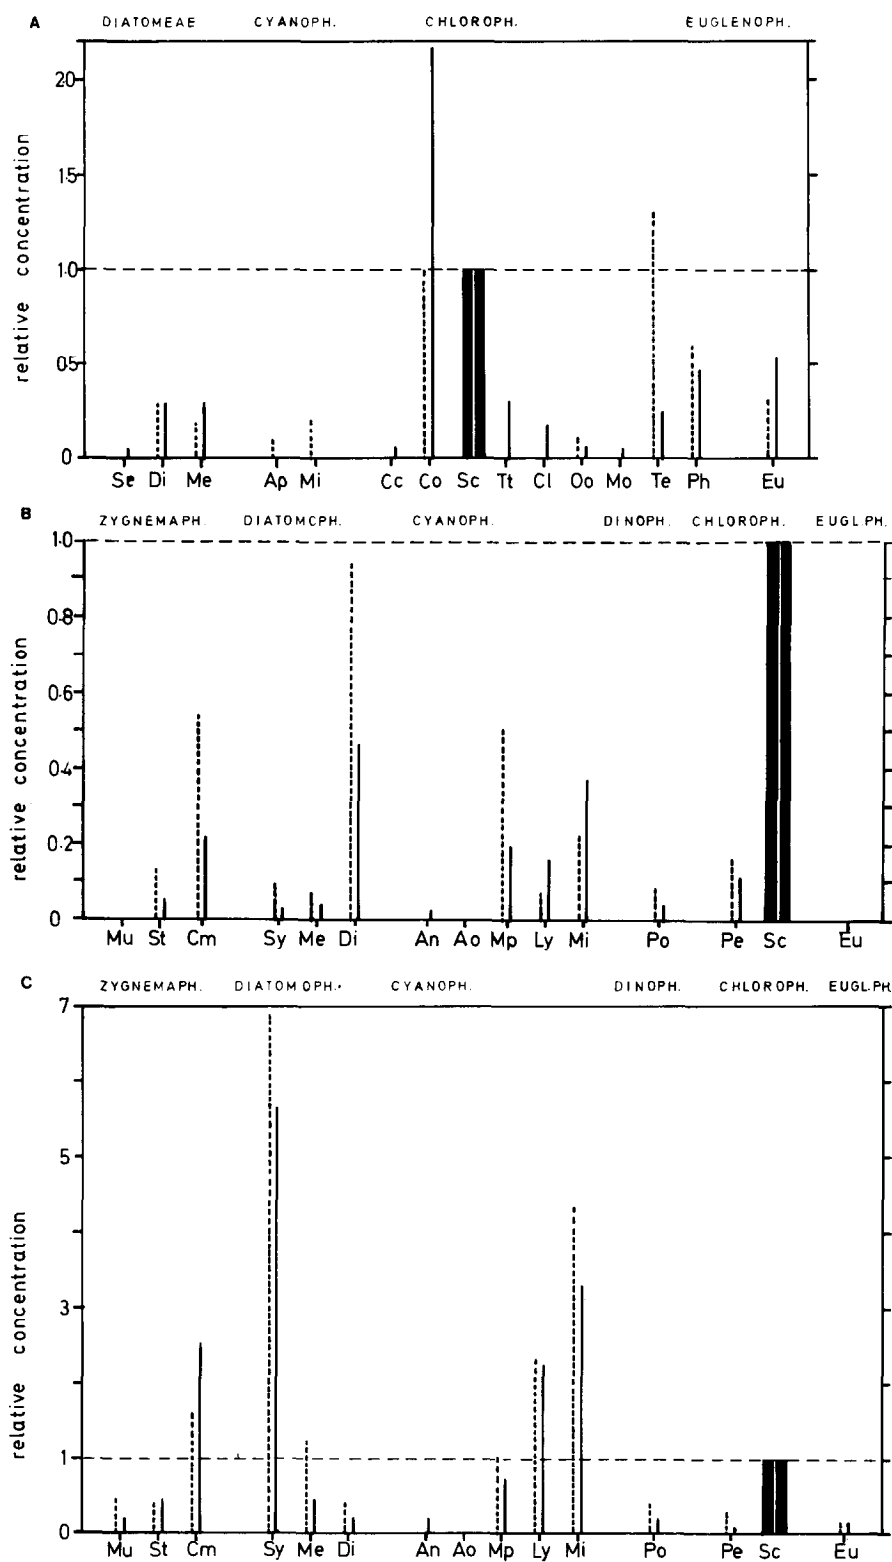 A DIATOMEAE CYANOPH. CHLOROPH. EUGLENOPH.
20
15
10
05
0
relative concentration
Se Di Me Ap Mi Cc Co Sc Tt Cl Oo Mo Te Ph Eu
B ZYGNEMAPH. DIATOMCPH. CYANOPH. DINOPH. CHLOROPH. EUGL.PH.
1·0
0·8
0·6
0·4
0·2
0
relative concentration
Mu St Cm Sy Me Di An Ao Mp Ly Mi Po Pe Sc Eu
C ZYGNEMAPH. DIATOMOPH. CYANOPH. DINOPH. CHLOROPH. EUGL.PH
7
5
3
1
0
relative concentration
Mu St Cm Sy Me Di An Ao Mp Ly Mi Po Pe Sc Eu